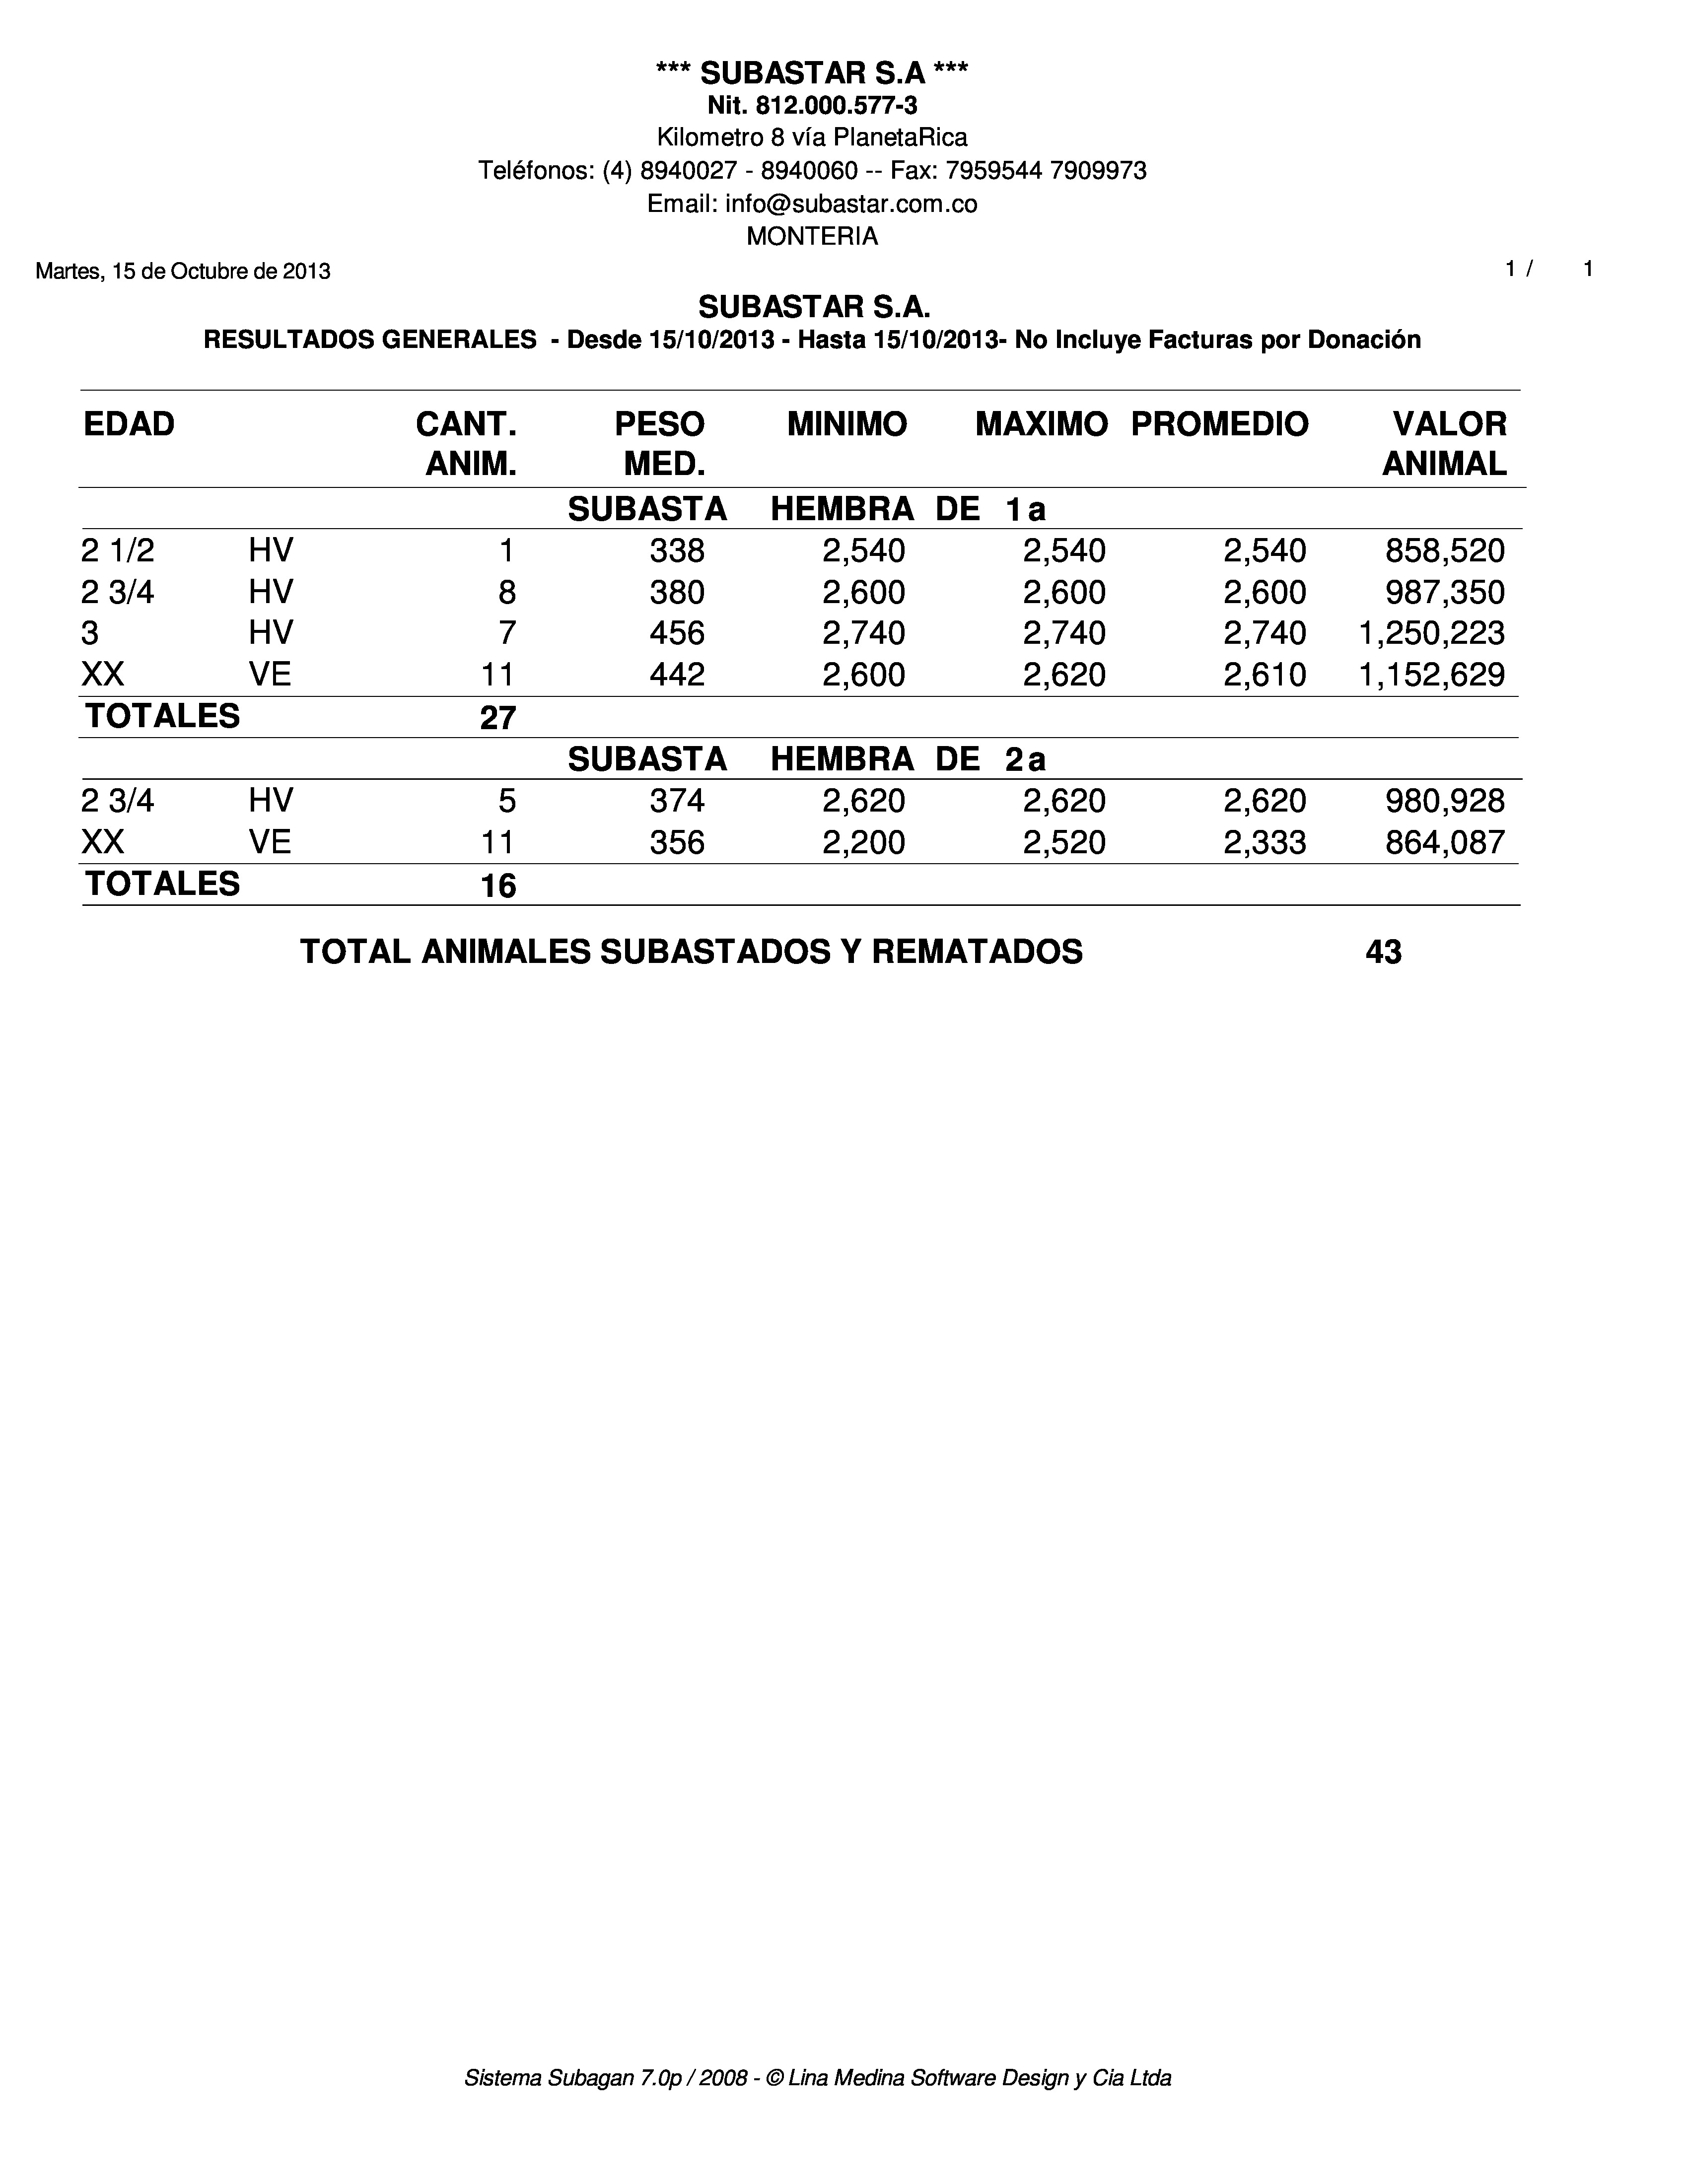 *** SUBASTAR S.A ***
Nit. 812.000.577-3
Kilometro 8 vía PlanetaRica
Teléfonos: (4) 8940027 - 8940060 -- Fax: 7959544 7909973
Email: info@subastar.com.co
MONTERIA
Martes, 15 de Octubre de 2013 1 / 1
SUBASTAR S.A.
RESULTADOS GENERALES - Desde 15/10/2013 - Hasta 15/10/2013- No Incluye Facturas por Donación
EDAD CANT. PESO MINIMO MAXIMO PROMEDIO VALOR
ANIM. MED. ANIMAL
SUBASTA HEMBRA DE 1a
2 1/2 HV 1 338 2,540 2,540 2,540 858,520
2 3/4 HV 8 380 2,600 2,600 2,600 987,350
3 HV 7 456 2,740 2,740 2,740 1,250,223
XX VE 11 442 2,600 2,620 2,610 1,152,629
TOTALES 27
SUBASTA HEMBRA DE 2a
2 3/4 HV 5 374 2,620 2,620 2,620 980,928
XX VE 11 356 2,200 2,520 2,333 864,087
TOTALES 16
TOTAL ANIMALES SUBASTADOS Y REMATADOS 43
Sistema Subagan 7.0p / 2008 - © Lina Medina Software Design y Cia Ltda